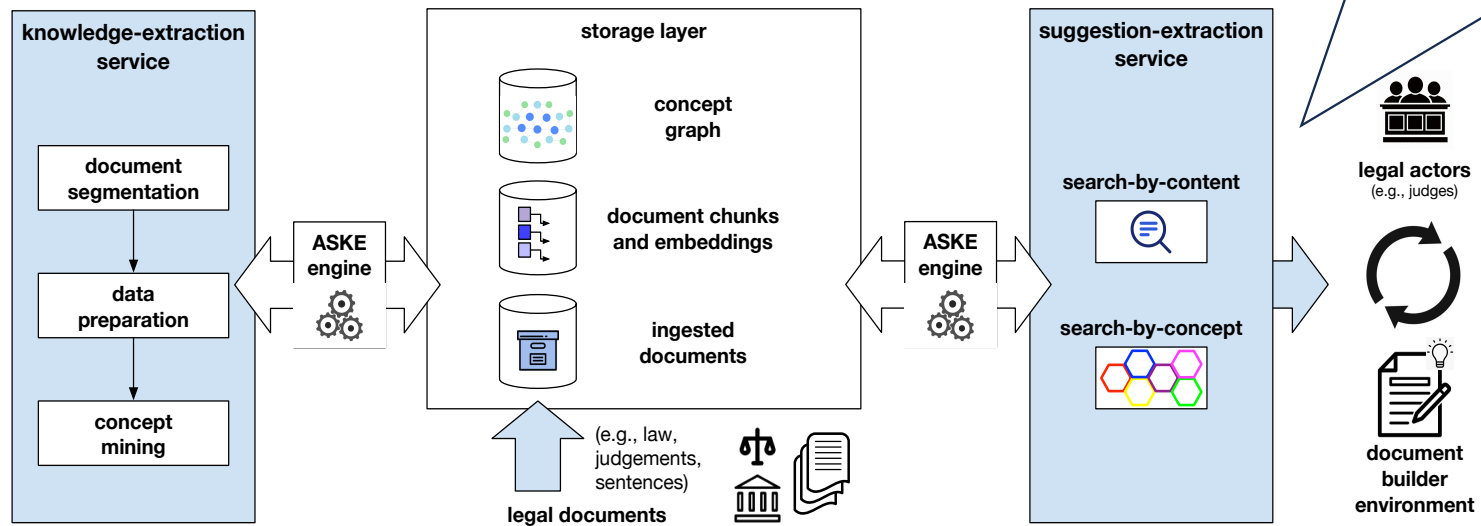 knowledge-extraction
service
document
segmentation
data
preparation
concept
mining
ASKE
engine
storage layer
concept
graph
document chunks
and embeddings
ingested
documents
(e.g., law,
judgements,
sentences)
legal documents
ASKE
engine
suggestion-extraction
service
search-by-content
search-by-concept
legal actors
(e.g., judges)
document
builder
environment